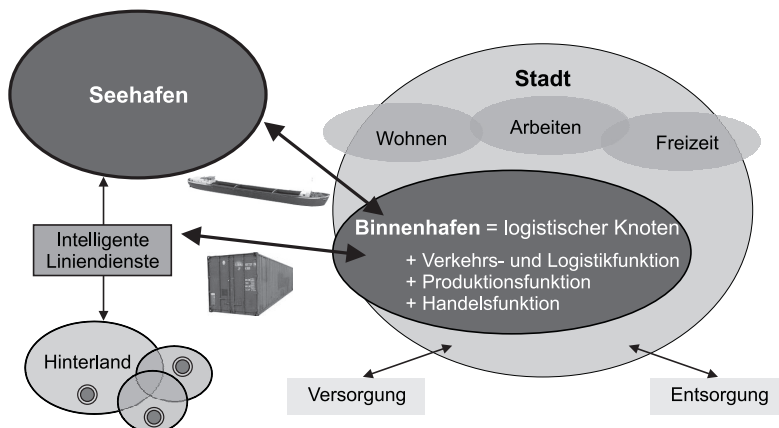 Seehafen
Stadt
Wohnen
Arbeiten
Freizeit
Binnenhafen = logistischer Knoten
+ Verkehrs- und Logistikfunktion
+ Produktionsfunktion
+ Handelsfunktion
Intelligente
Liniendienste
Hinterland
Versorgung
Entsorgung